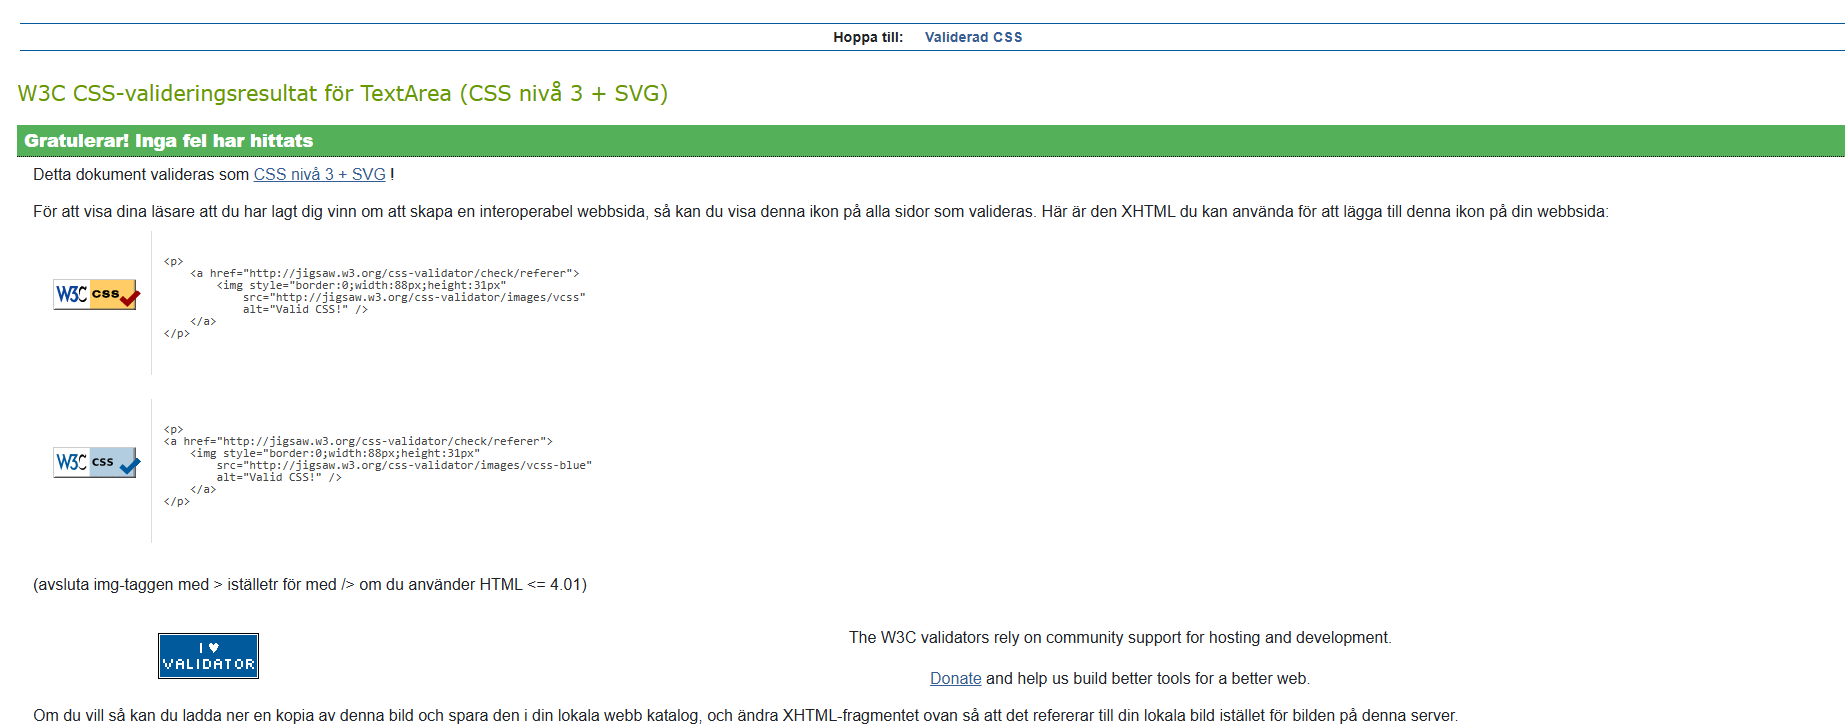 Hoppa till: Validerad CSS
W3C CSS-valideringsresultat för TextArea (CSS nivå 3 + SVG)
Gratulerar! Inga fel har hittats
Detta dokument valideras som CSS nivå 3 + SVG !
För att visa dina läsare att du har lagt dig vinn om att skapa en interoperabel webbsida, så kan du visa denna ikon på alla sidor som valideras. Här är den XHTML du kan använda för att lägga till denna ikon på din webbsida:
W3C css
<p>
<a href="http://jigsaw.w3.org/css-validator/check/referer">
<img style="border:0;width:88px;height:31px"
src="http://jigsaw.w3.org/css-validator/images/vcss"
alt="Valid CSS!" />
</a>
</p>
W3C css
<p>
<a href="http://jigsaw.w3.org/css-validator/check/referer">
<img style="border:0;width:88px;height:31px"
src="http://jigsaw.w3.org/css-validator/images/vcss-blue"
alt="Valid CSS!" />
</a>
</p>
(avsluta img-taggen med > iställetr för med /> om du använder HTML <= 4.01)
I ♥
VALIDATOR
The W3C validators rely on community support for hosting and development.
Donate and help us build better tools for a better web.
Om du vill så kan du ladda ner en kopia av denna bild och spara den i din lokala webb katalog, och ändra XHTML-fragmentet ovan så att det refererar till din lokala bild istället för bilden på denna server.